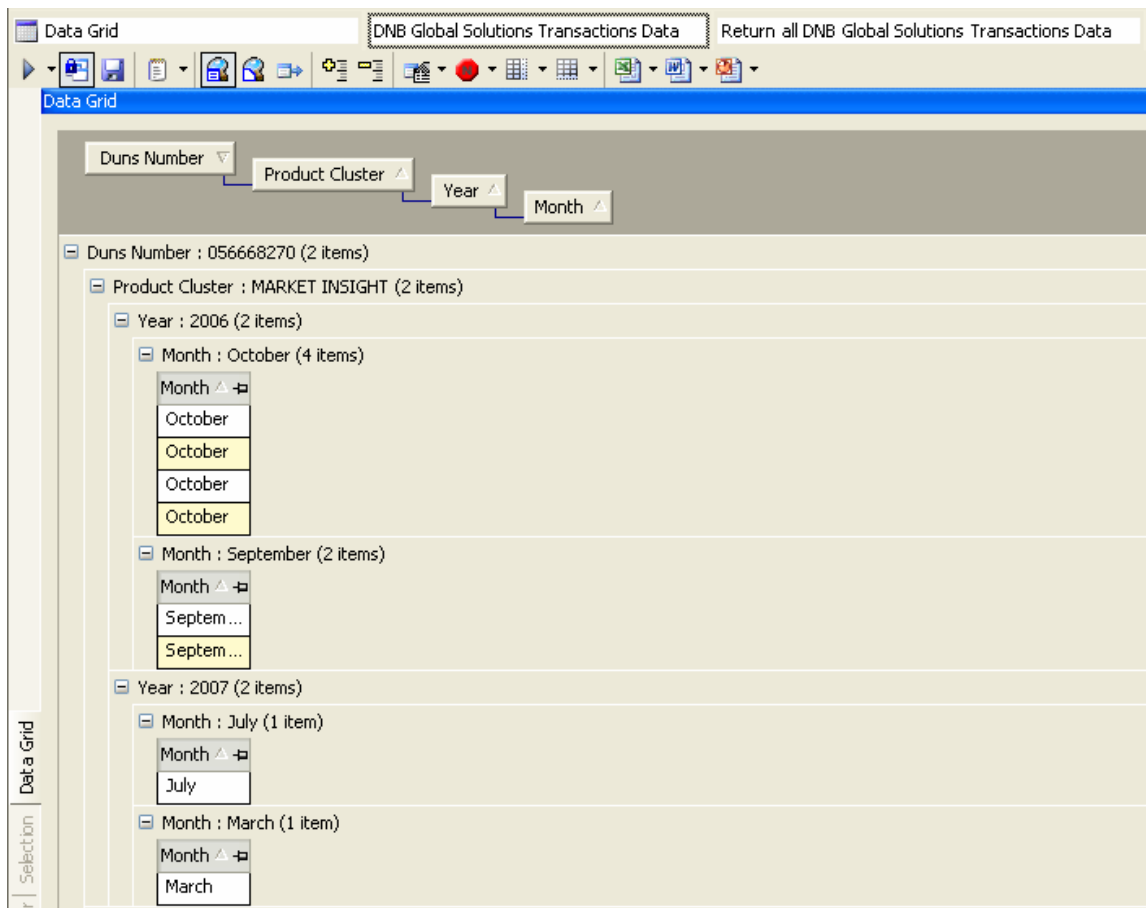 Data Grid DNB Global Solutions Transactions Data Return all DNB Global Solutions Transactions Data
Data Grid
Duns Number
Product Cluster
Year
Month
Duns Number : 056668270 (2 items)
Product Cluster : MARKET INSIGHT (2 items)
Year : 2006 (2 items)
Month : October (4 items)
Month
October
October
October
October
Month : September (2 items)
Month
Septem...
Septem...
Year : 2007 (2 items)
Month : July (1 item)
Month
July
Month : March (1 item)
Month
March
Data Grid
Selection